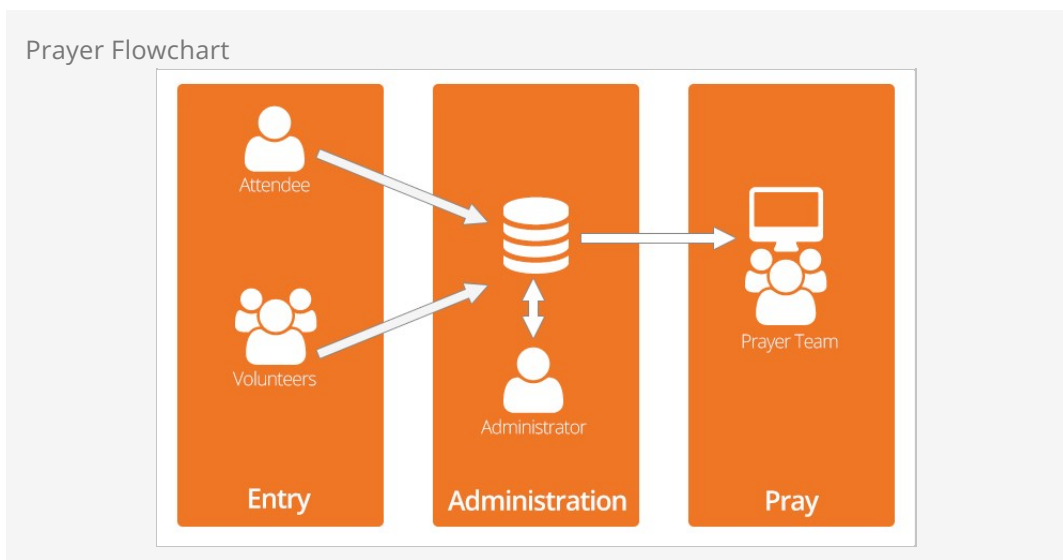 Prayer Flowchart
Attendee
Volunteers
Entry
Administrator
Administration
Prayer Team
Pray